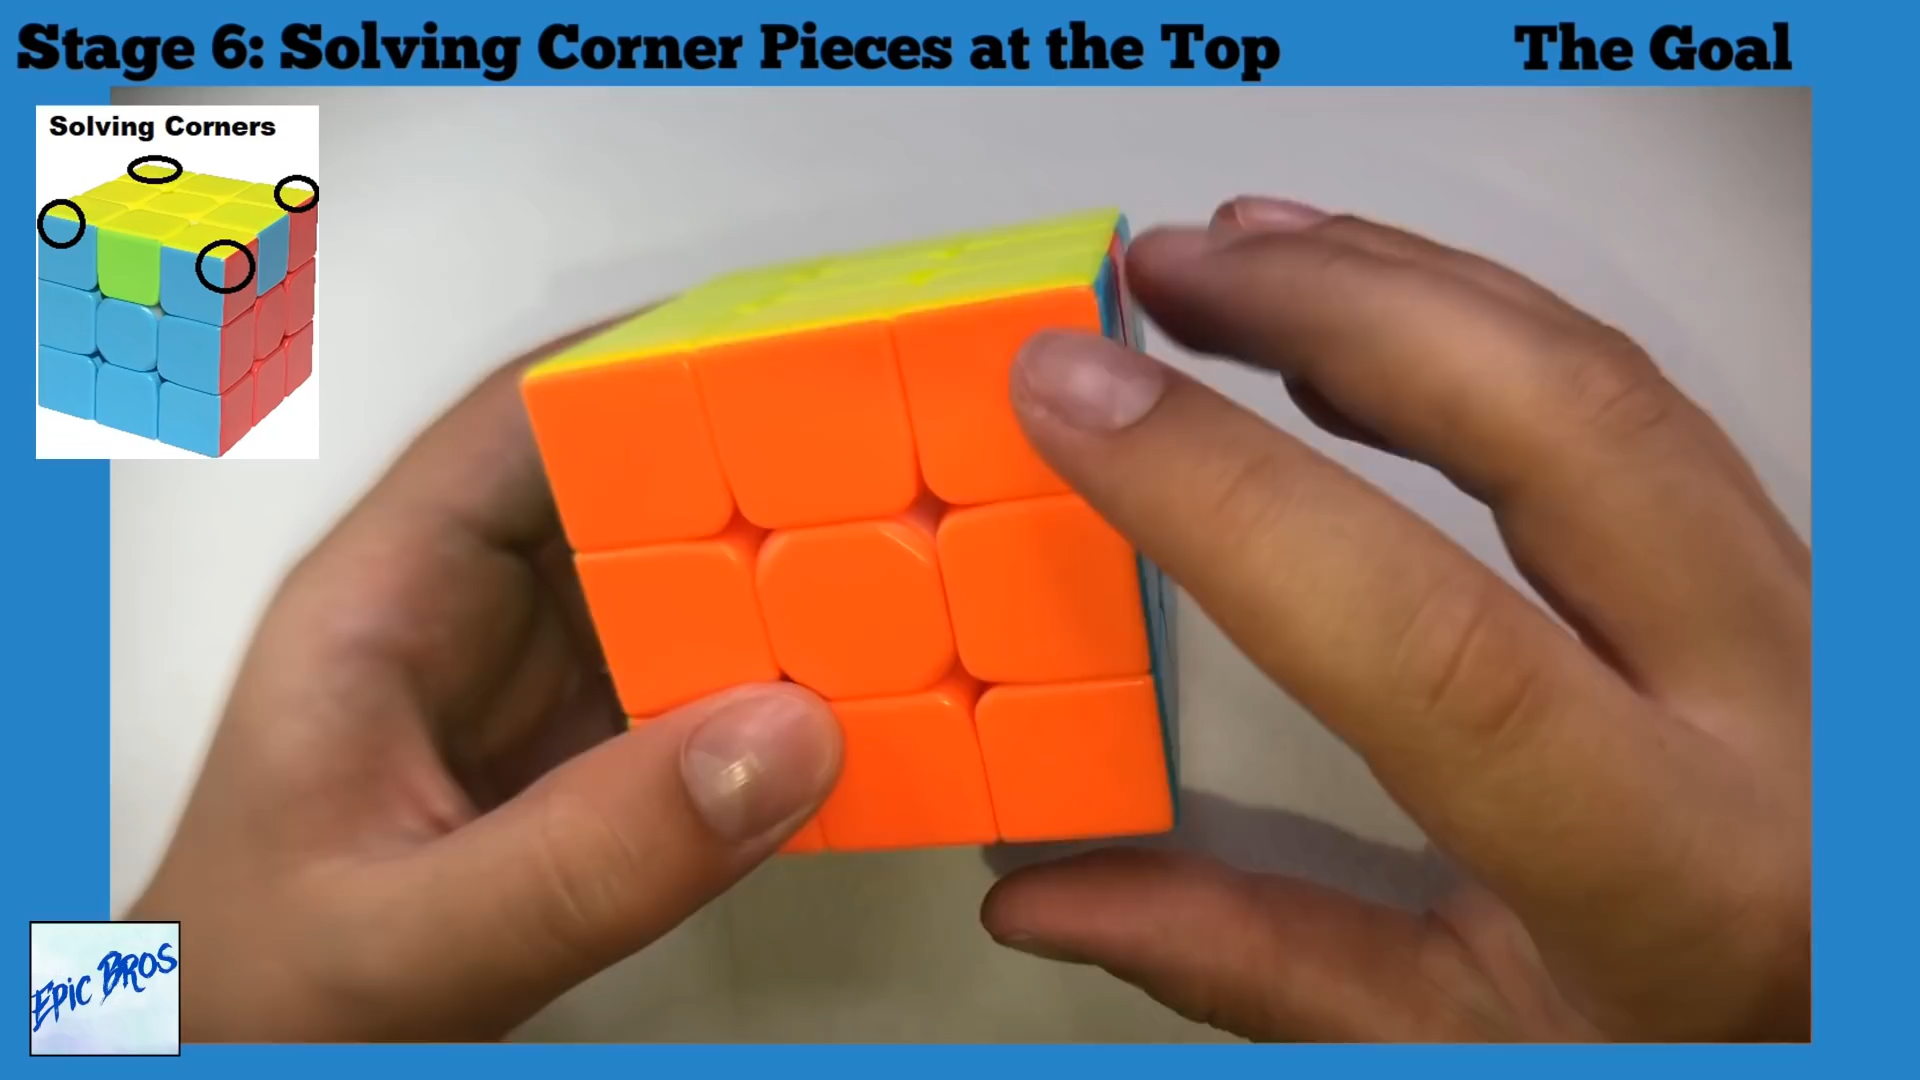 Stage 6: Solving Corner Pieces at the Top
The Goal
Solving Corners
Epic Bros